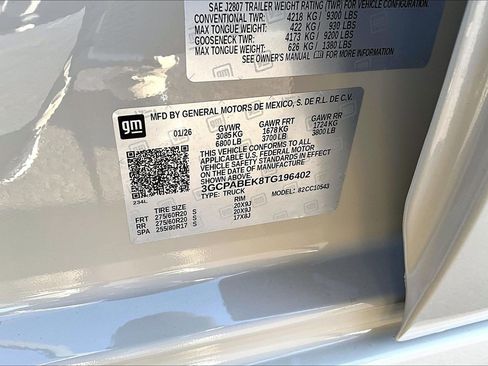 SAE J2807 TRAILER WEIGHT RATING (TWR) FOR VEHICLE CONFIGURATION.
CONVENTIONAL TWR: 4218 KG / 9300 LBS
MAX TONGUE WEIGHT: 422 KG / 930 LBS
GOOSENECK TWR: 4173 KG / 9200 LBS
MAX TONGUE WEIGHT: 626 KG / 1380 LBS
SEE OWNER'S MANUAL FOR MORE INFORMATION
gm
MFD BY GENERAL MOTORS DE MEXICO, S. DE R.L. DE C.V.
01/26 GVWR GAWR FRT GAWR RR
3085 KG 1678 KG 1724 KG
6800 LB 3700 LB 3800 LB
THIS VEHICLE CONFORMS TO ALL APPLICABLE U.S.
FEDERAL MOTOR VEHICLE SAFETY
STANDARDS IN EFFECT ON THE
DATE OF MANUFACTURE SHOWN ABOVE.
3GCPABEK8TG196402
TYPE: TRUCK MODEL: 82CC10543
234L
TIRE SIZE RIM
FRT 275/60R20 S 20X9J
RR 275/60R20 S 20X9J
SPA 255/80R17 S 17X8J